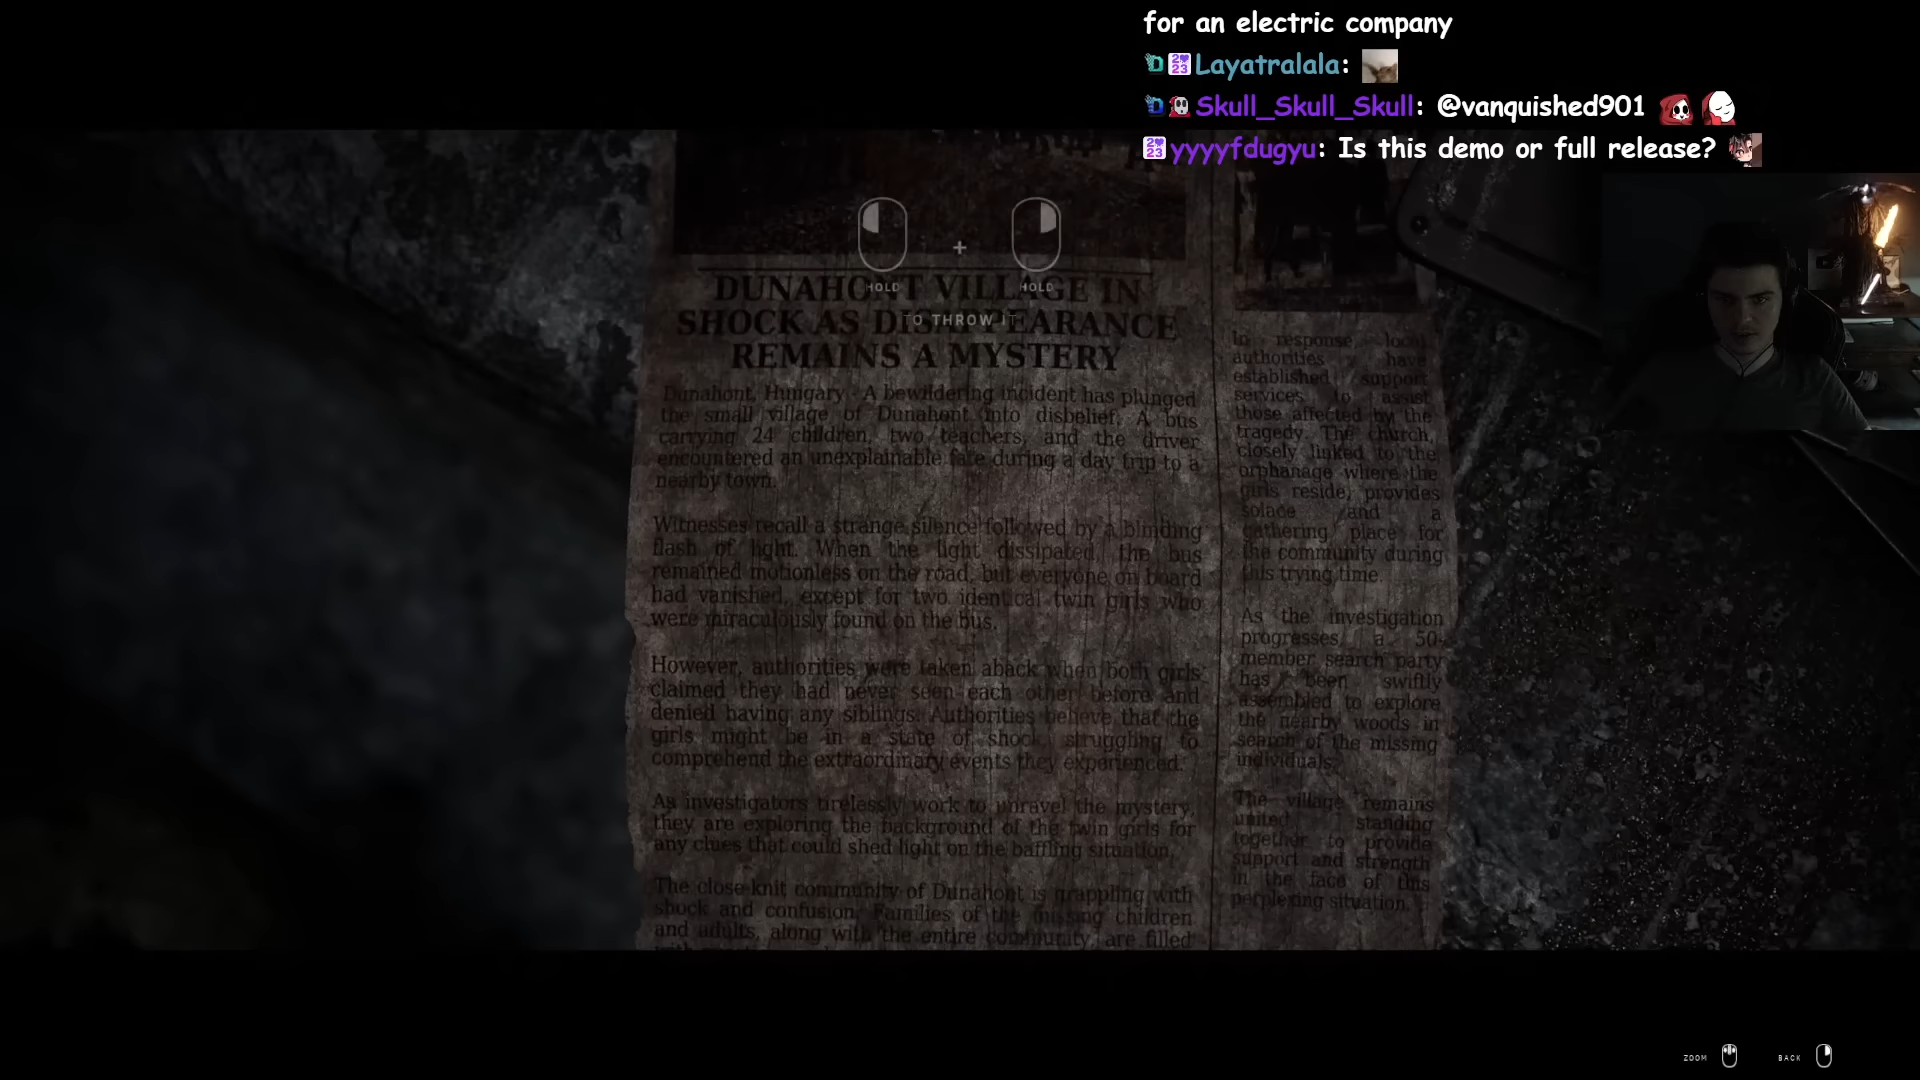 for an electric company
Layatralala:
Skull_Skull_Skull: @vanquished901
yyyyfdugyu: Is this demo or full release?
+
HOLD HOLD
TO THROW IT
DUNAHONT VILLAGE IN
SHOCK AS DISAPPEARANCE
REMAINS A MYSTERY
Dunahont, Hungary - A bewildering incident has plunged
the small village of Dunahont into disbelief. A bus
carrying 24 children, two teachers, and the driver
encountered an unexplainable fate during a day trip to a
nearby town.
Witnesses recall a strange silence followed by a blinding
flash of light. When the light dissipated, the bus
remained motionless on the road, but everyone on board
had vanished, except for two identical twin girls who
were miraculously found on the bus.
However, authorities were taken aback when both girls
claimed they had never seen each other before and
denied having any siblings. Authorities believe that the
girls might be in a state of shock, struggling to
comprehend the extraordinary events they experienced.
As investigators tirelessly work to unravel the mystery,
they are exploring the background of the twin girls for
any clues that could shed light on the baffling situation.
The close-knit community of Dunahont is grappling with
shock and confusion. Families of the missing children
and adults, along with the entire community, are filled
In response, local
authorities have
established support
services to assist
those affected by the
tragedy. The church,
closely linked to the
orphanage where the
girls reside, provides
solace and a
gathering place for
the community during
this trying time.
As the investigation
progresses, a 50-
member search party
has been swiftly
assembled to explore
the nearby woods in
search of the missing
individuals.
The village remains
united, standing
together to provide
support and strength
in the face of this
perplexing situation.
ZOOM BACK